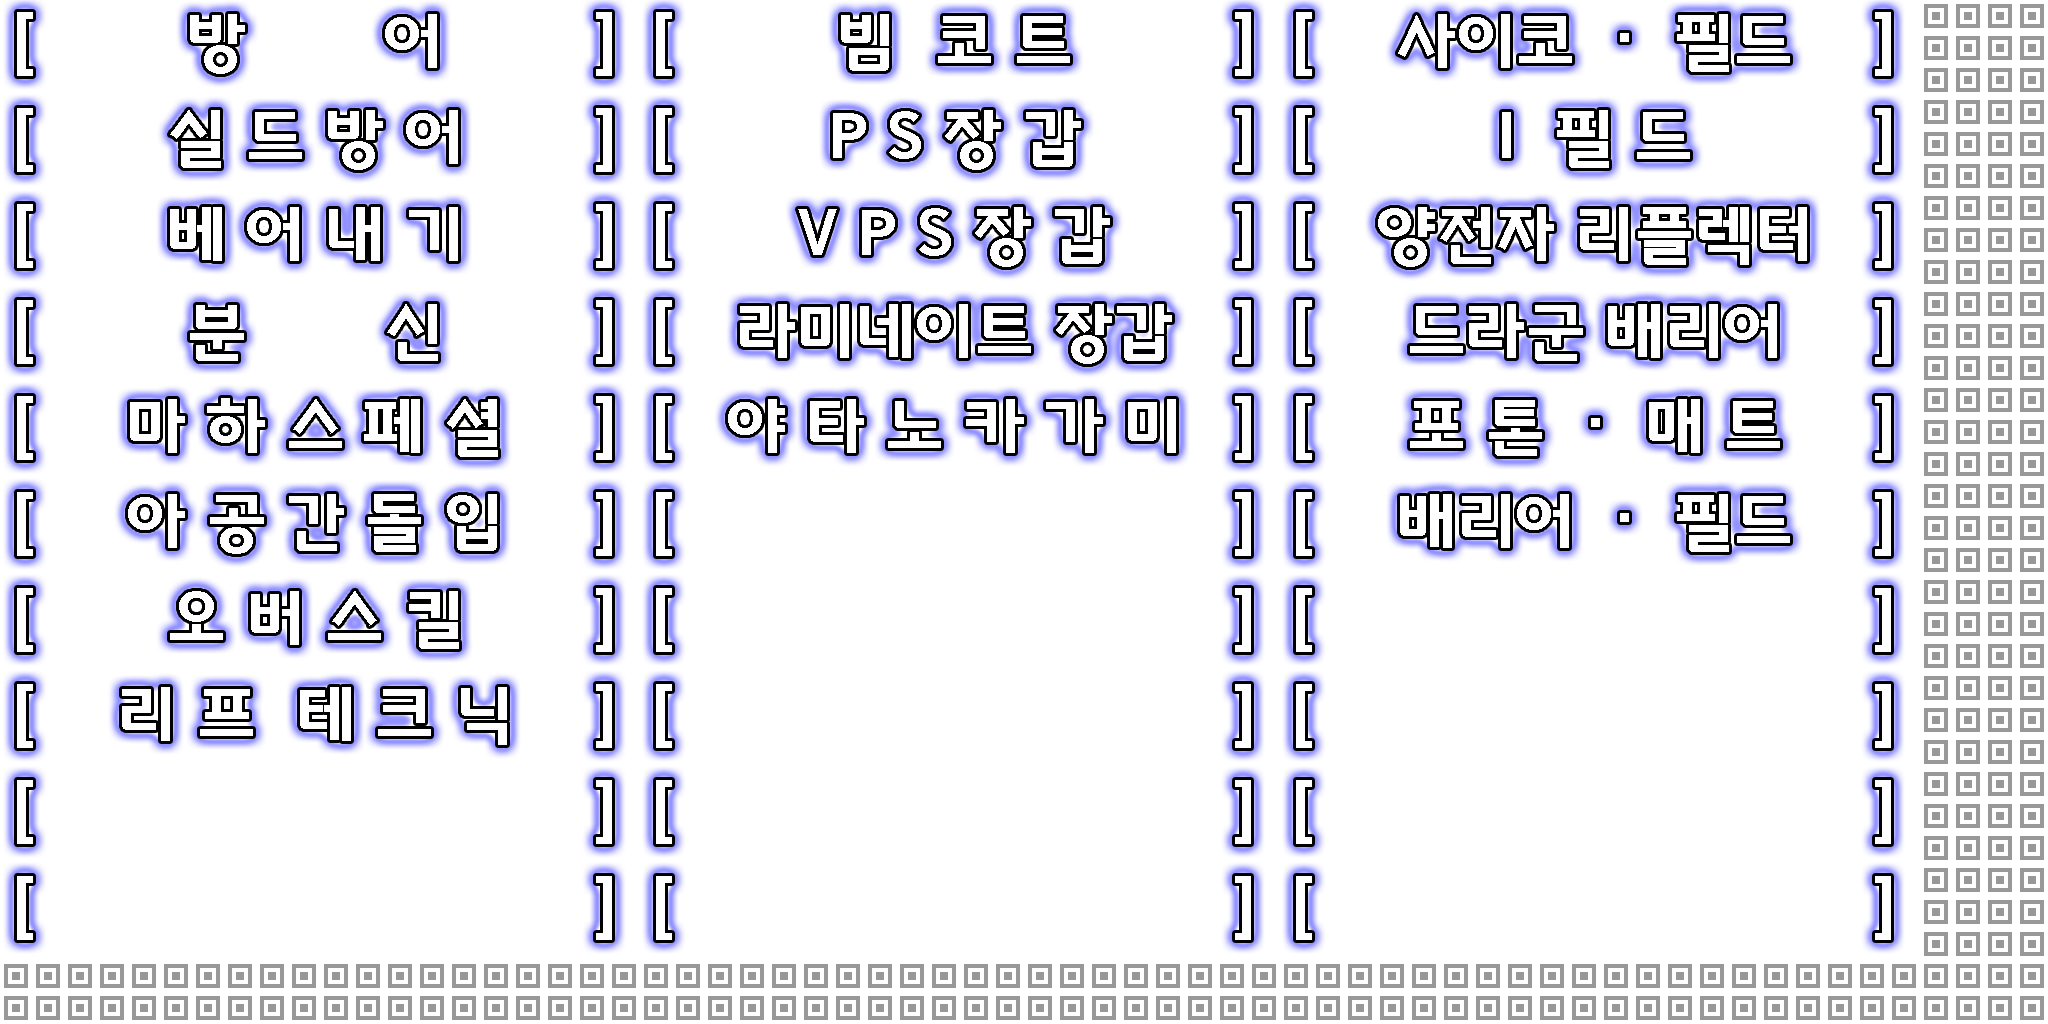 [ 방 어 ] [ 빔 코트 ] [ 사이코 · 필드 ]
[ 실드방어 ] [ PS장갑 ] [ I 필드 ]
[ 베어내기 ] [ VPS장갑 ] [ 양전자 리플렉터 ]
[ 분 신 ] [ 라미네이트 장갑 ] [ 드라군 배리어 ]
[ 마하스페셜 ] [ 야타노카가미 ] [ 포톤 · 매트 ]
[ 아공간돌입 ] [ ] [ 배리어 · 필드 ]
[ 오버스킬 ] [ ] [ ]
[ 리프 테크닉 ] [ ] [ ]
[ ] [ ] [ ]
[ ] [ ] [ ]